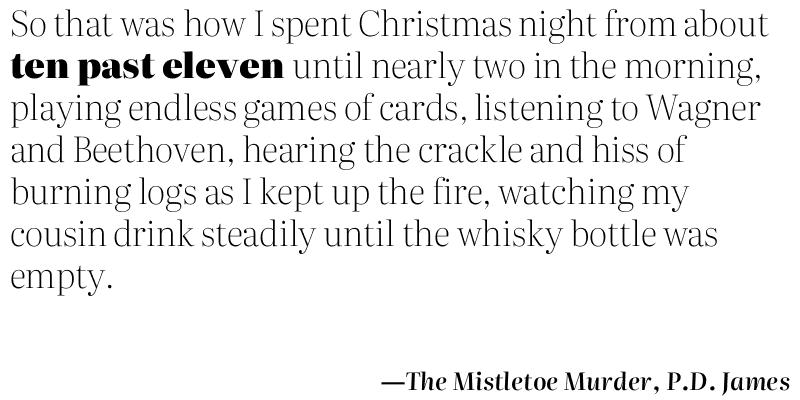 So that was how I spent Christmas night from about
ten past eleven until nearly two in the morning,
playing endless games of cards, listening to Wagner
and Beethoven, hearing the crackle and hiss of
burning logs as I kept up the fire, watching my
cousin drink steadily until the whisky bottle was
empty.
—The Mistletoe Murder, P.D. James